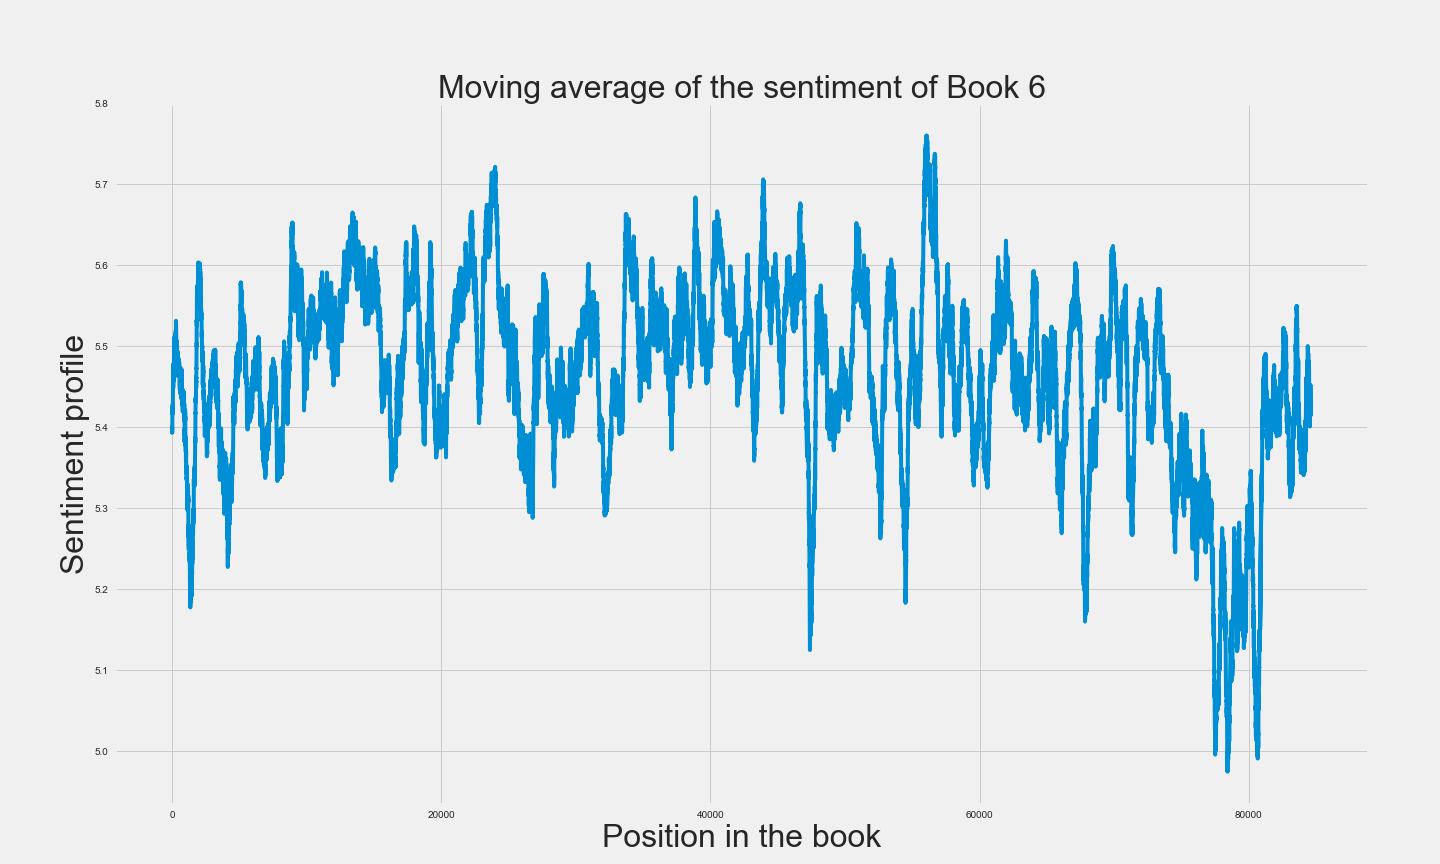 Moving average of the sentiment of Book 6
5.8
5.7
5.6
5.5
5.4
5.3
5.2
5.1
5.0
Sentiment profile
0 20000 40000 60000 80000
Position in the book